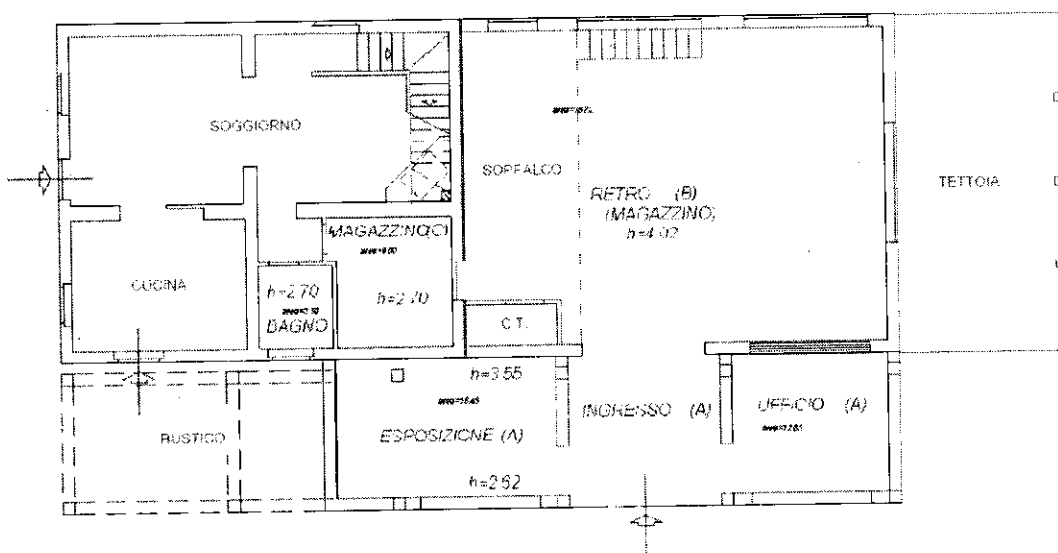 SOGGIORNO
SOPPALCO
RETRO (B)
(MAGAZZINO)
h=4.02
TETTOIA
MAGAZZINO(C)
CUCINA
h=2.70
BAGNO
h=2.70
C.T.
h=3.55
ESPOSIZIONE (A)
INGRESSO (A)
UFFICIO (A)
RUSTICO
h=2.62